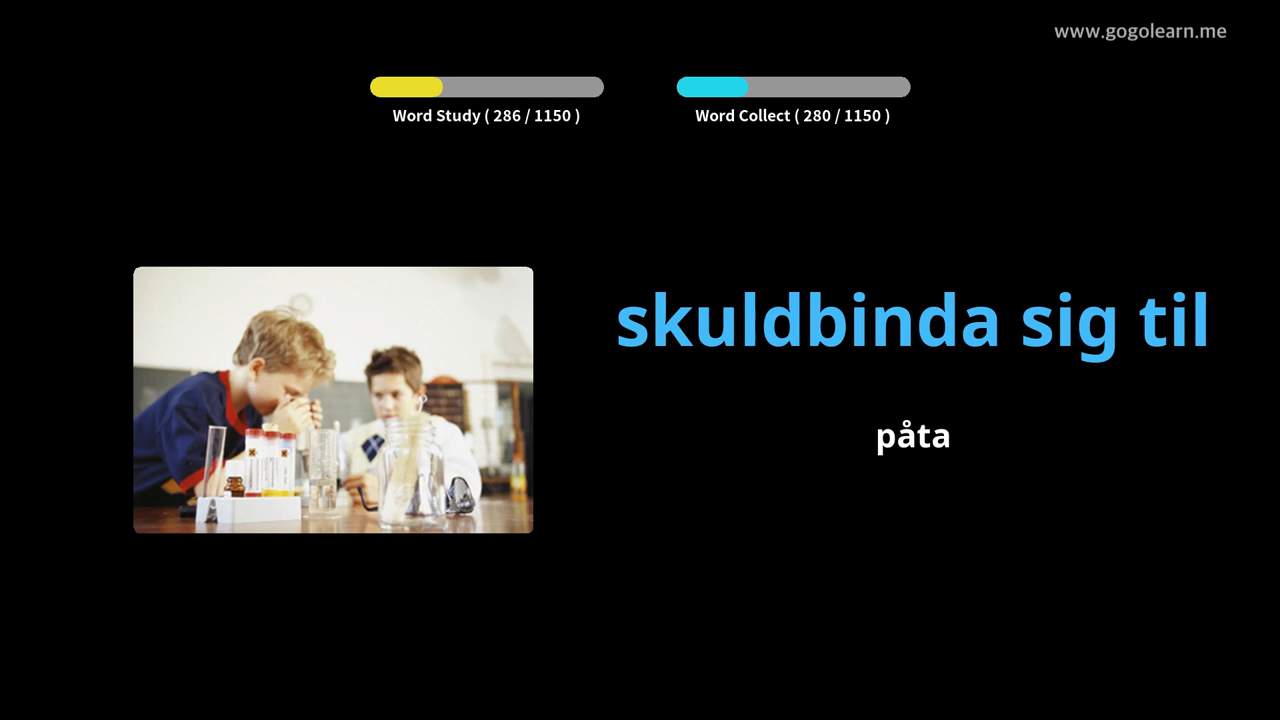 www.gogolearn.me
Word Study ( 286 / 1150 )
Word Collect ( 280 / 1150 )
skuldbinda sig til
påta